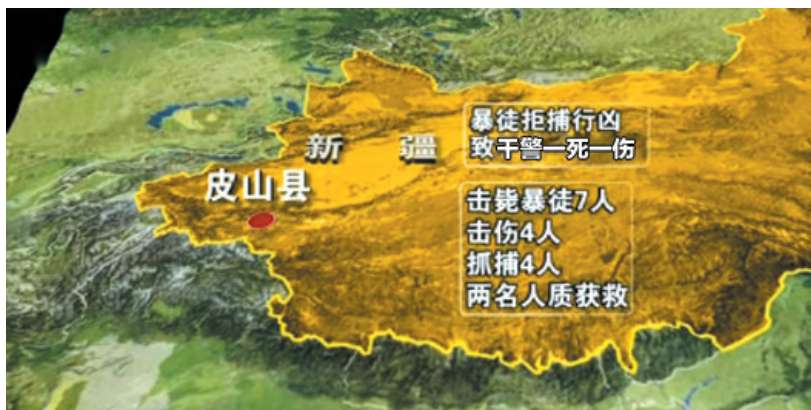 新疆
皮山县
暴徒拒捕行凶
致干警一死一伤
击毙暴徒7人
击伤4人
抓捕4人
两名人质获救